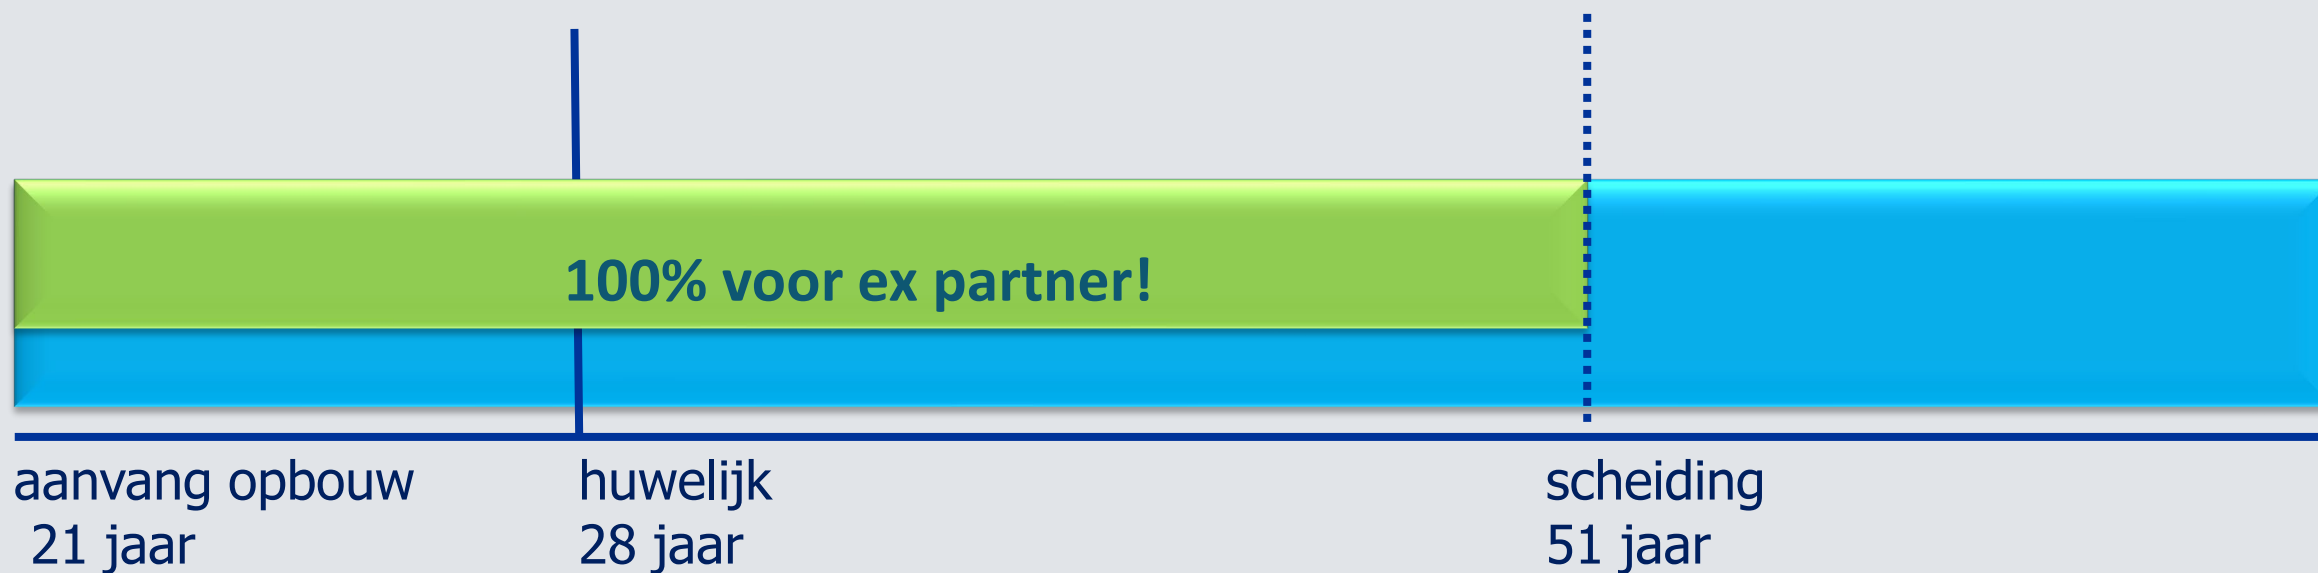 100% voor ex partner!
aanvang opbouw
21 jaar
huwelijk
28 jaar
scheiding
51 jaar